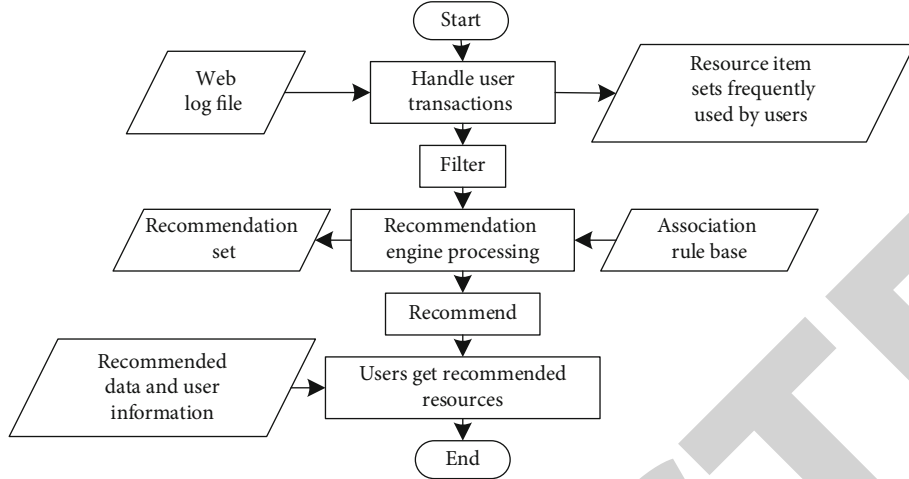 Start
Web
log file
Handle user
transactions
Resource item
sets frequently
used by users
Filter
Recommendation
set
Recommendation
engine processing
Association
rule base
Recommend
Recommended
data and user
information
Users get recommended
resources
End